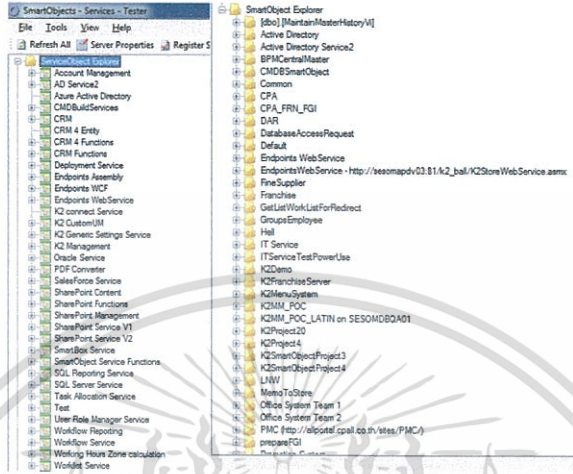 SmartObjects - Services - Tester
File Tools View Help
Refresh All Server Properties Register S
ServiceObject Explorer
Account Management
AD Service2
Azure Active Directory
CMDBuildServices
CRM
CRM 4 Entity
CRM 4 Functions
CRM Functions
Deployment Service
Endpoints Assembly
Endpoints WCF
Endpoints WebService
K2 connect Service
K2 CustomUM
K2 Generic Settings Service
K2 Management
Oracle Service
PDF Converter
SalesForce Service
SharePoint Content
SharePoint Functions
SharePoint Management
SharePoint Service V1
SharePoint Service V2
SmartBox Service
SmartObject Service Functions
SQL Reporting Service
SQL Server Service
Task Allocation Service
Test
User Role Manager Service
Workflow Reporting
Workflow Service
Working Hours Zone calculation
Worklist Service
SmartObject Explorer
[dbo].[MaintainMasterHistoryVi]
Active Directory
Active Directory Service2
BPMCentralMaster
CMDBSmartObject
Common
CPA
CPA_FRN_FGI
DAR
DatabaseAccessRequest
Default
Endpoints WebService
EndpointsWebService - http://sesomapdv03:81/k2_ball/K2StoreWebService.asmx
FineSupplier
Franchise
GetListWorkListForRedirect
GroupsEmployee
Hell
IT Service
ITServiceTestPowerUse
K2Demo
K2FranchiseServer
K2MenuSystem
K2MM_POC
K2MM_POC_LATIN on SESOMDBQA01
K2Project20
K2Project4
K2SmartObjectProject3
K2SmartObjectProject4
LNW
MemoToStore
Office System Team 1
Office System Team 2
PMC (http://allportal.cpall.co.th/sites/PMC/)
prepareFGI